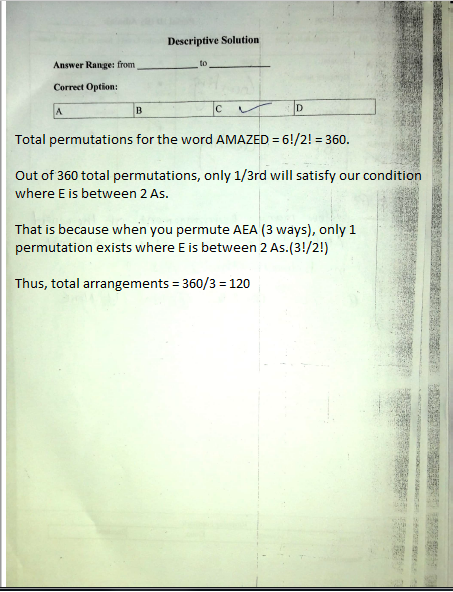 Descriptive Solution
Answer Range: from ____________ to ____________
Correct Option:
A B C ✓ D
Total permutations for the word AMAZED = 6!/2! = 360.
Out of 360 total permutations, only 1/3rd will satisfy our condition
where E is between 2 As.
That is because when you permute AEA (3 ways), only 1
permutation exists where E is between 2 As.(3!/2!)
Thus, total arrangements = 360/3 = 120